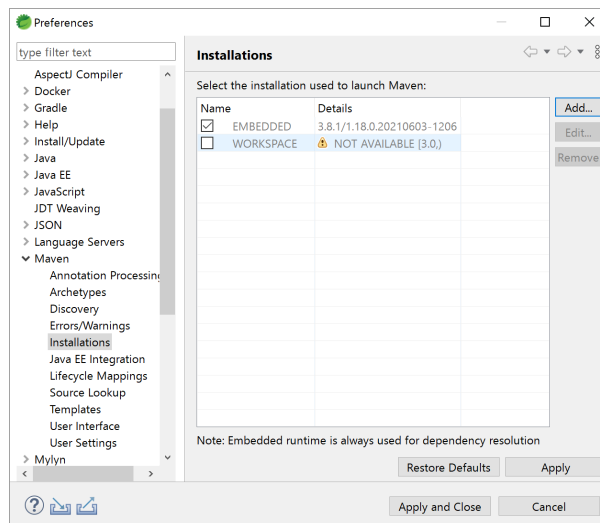 Preferences
type filter text
AspectJ Compiler
Docker
Gradle
Help
Install/Update
Java
Java EE
JavaScript
JDT Weaving
JSON
Language Servers
Maven
Annotation Processing
Archetypes
Discovery
Errors/Warnings
Installations
Java EE Integration
Lifecycle Mappings
Source Lookup
Templates
User Interface
User Settings
Mylyn
Installations
Select the installation used to launch Maven:
Name Details
EMBEDDED 3.8.1/1.18.0.20210603-1206
WORKSPACE NOT AVAILABLE [3.0,)
Add...
Edit...
Remove
Note: Embedded runtime is always used for dependency resolution
Restore Defaults Apply
Apply and Close Cancel